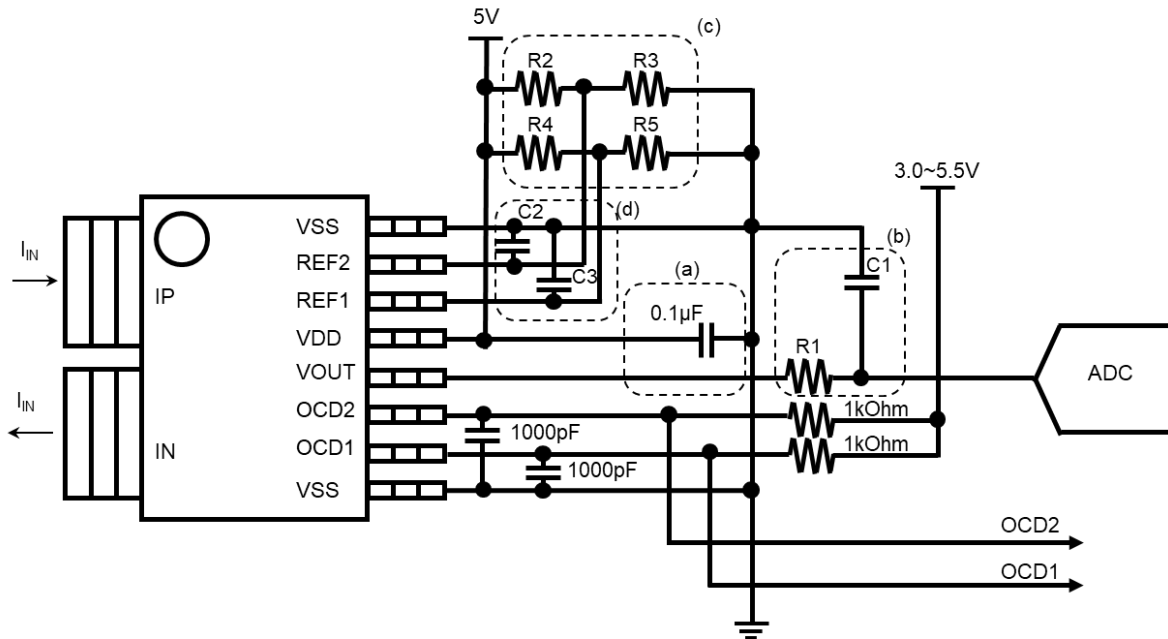 5V
(c)
R2
R3
R4
R5
3.0~5.5V
VSS
C2
(d)
(b)
IIN
REF2
C1
IP
REF1
C3
(a)
VDD
0.1µF
VOUT
R1
ADC
IIN
OCD2
1kOhm
1000pF
IN
OCD1
1kOhm
1000pF
VSS
OCD2
OCD1